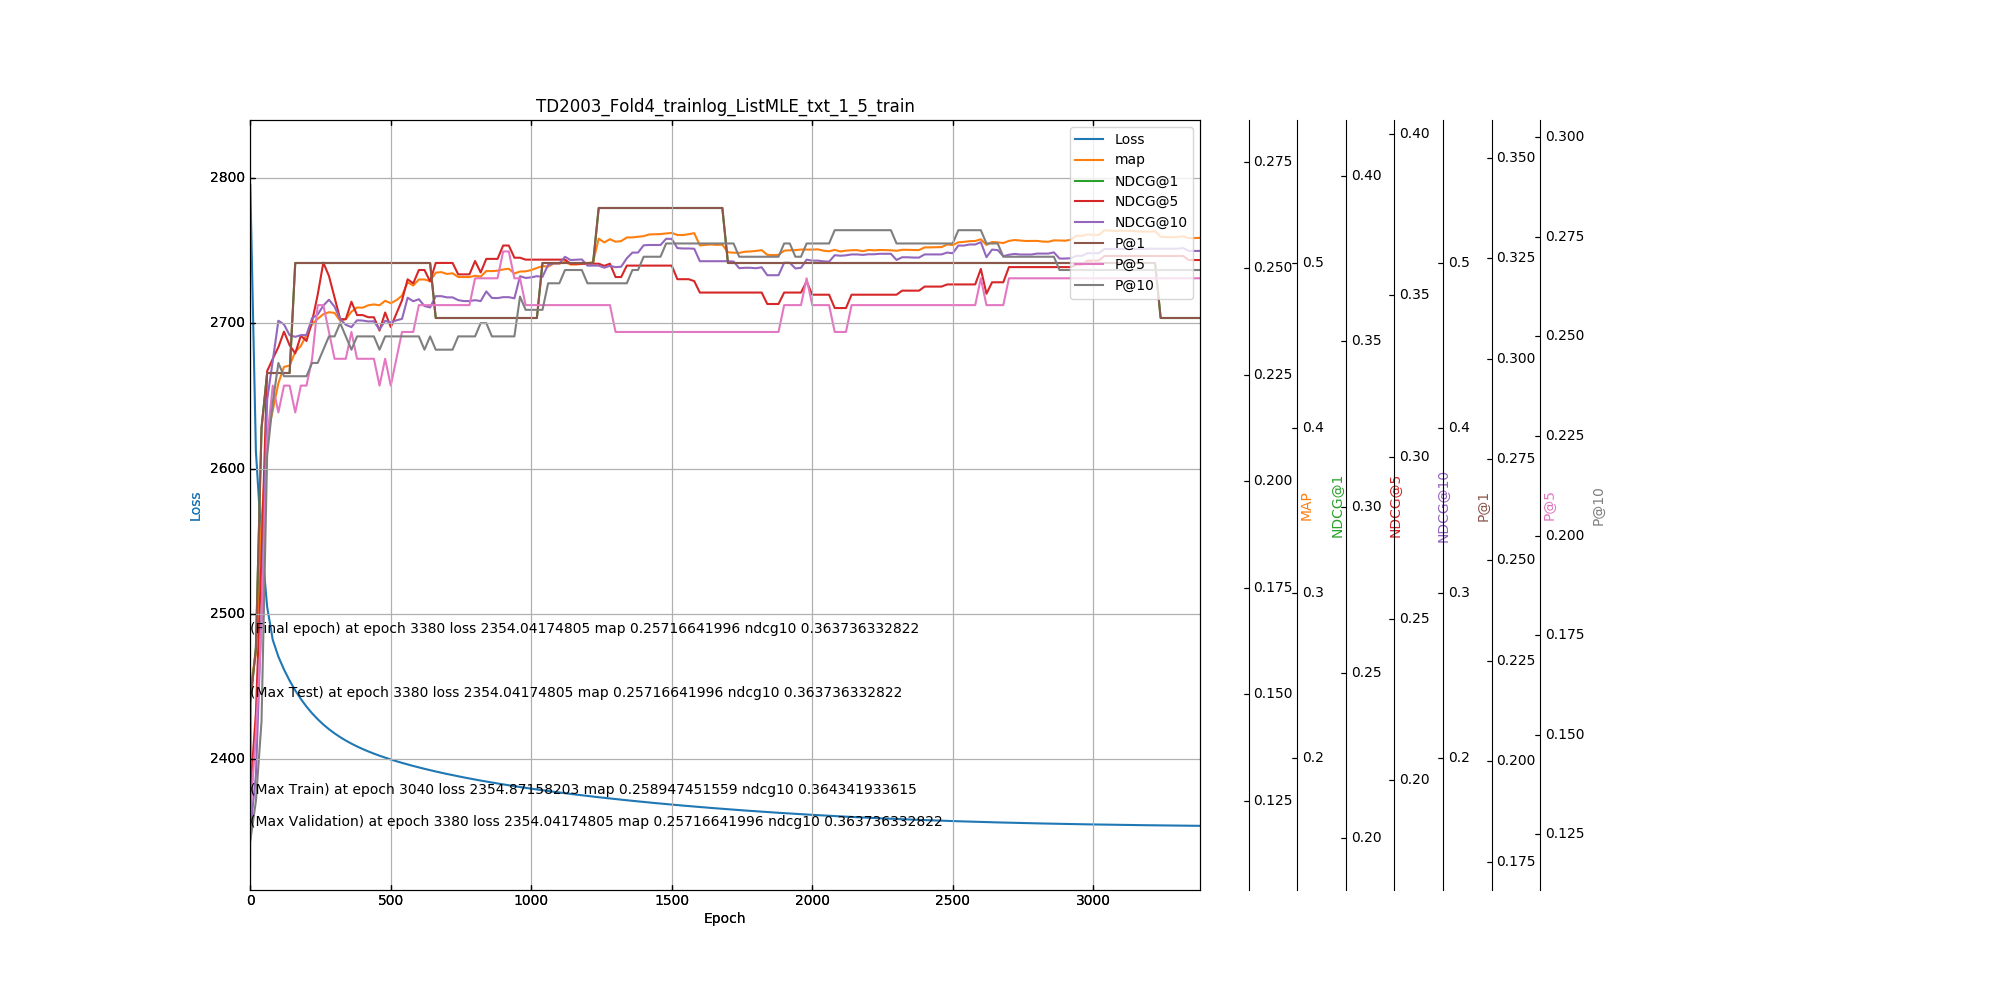 TD2003_Fold4_trainlog_ListMLE_txt_1_5_train
Loss
map
NDCG@1
NDCG@5
NDCG@10
P@1
P@5
P@10
2800
2700
2600
2500
2400
Loss
(Final epoch) at epoch 3380 loss 2354.04174805 map 0.25716641996 ndcg10 0.363736332822
(Max Test) at epoch 3380 loss 2354.04174805 map 0.25716641996 ndcg10 0.363736332822
(Max Train) at epoch 3040 loss 2354.87158203 map 0.258947451559 ndcg10 0.364341933615
(Max Validation) at epoch 3380 loss 2354.04174805 map 0.25716641996 ndcg10 0.363736332822
0 500 1000 1500 2000 2500 3000
Epoch
0.275
0.250
0.225
0.200
0.175
0.150
0.125
MAP
0.5
0.4
0.3
0.2
NDCG@1
0.40
0.35
0.30
0.25
0.20
NDCG@5
0.40
0.35
0.30
0.25
0.20
NDCG@10
0.5
0.4
0.3
0.2
P@1
0.350
0.325
0.300
0.275
0.250
0.225
0.200
0.175
P@5
0.300
0.275
0.250
0.225
0.200
0.175
0.150
0.125
P@10